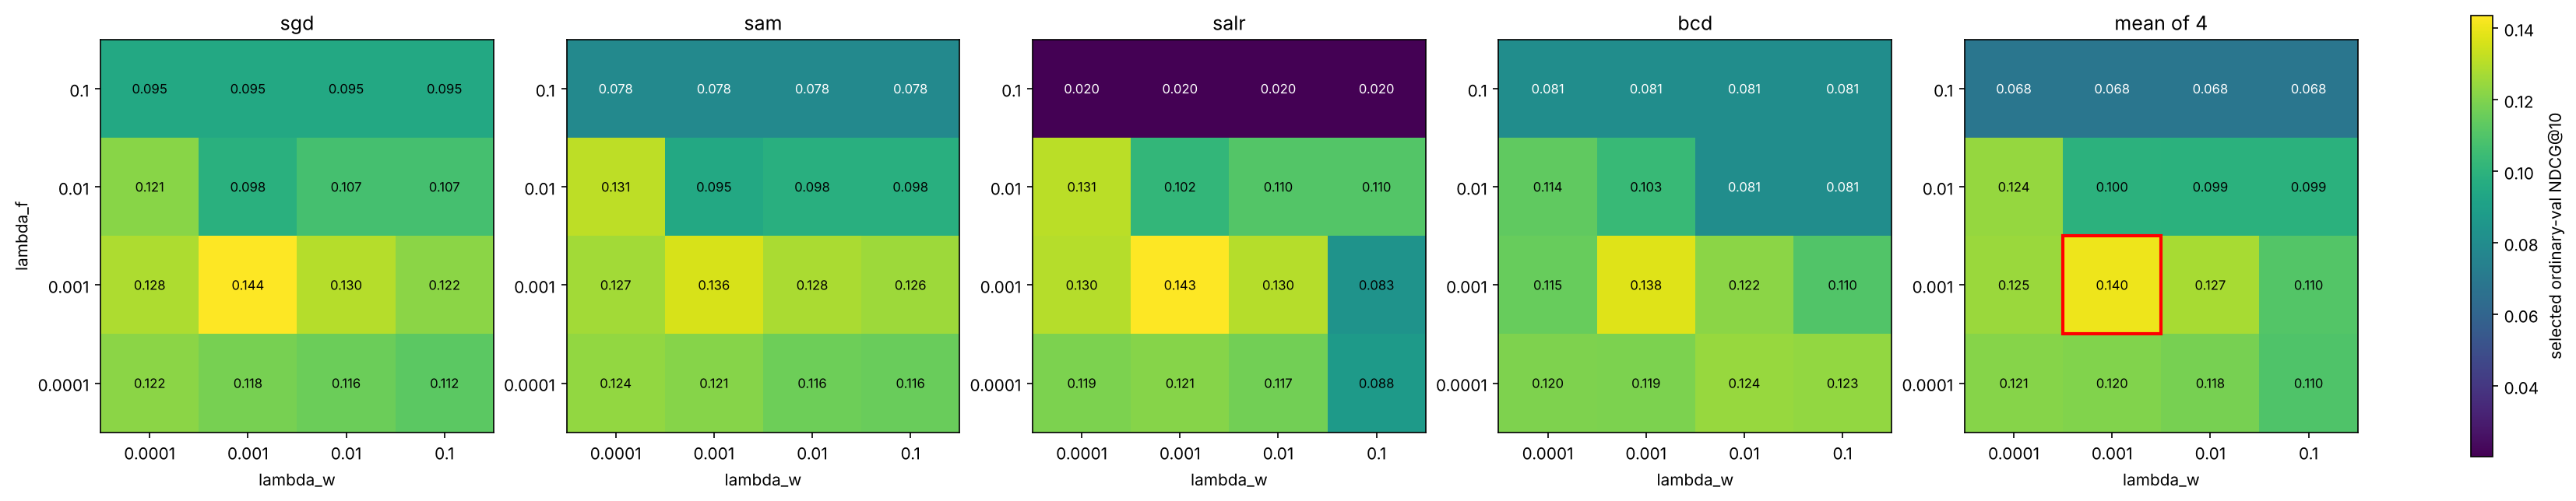 sgd
lambda_f
0.1
0.095 0.095 0.095 0.095
0.01
0.121 0.098 0.107 0.107
0.001
0.128 0.144 0.130 0.122
0.0001
0.122 0.118 0.116 0.112
0.0001 0.001 0.01 0.1
lambda_w
sam
0.1
0.078 0.078 0.078 0.078
0.01
0.131 0.095 0.098 0.098
0.001
0.127 0.136 0.128 0.126
0.0001
0.124 0.121 0.116 0.116
0.0001 0.001 0.01 0.1
lambda_w
salr
0.1
0.020 0.020 0.020 0.020
0.01
0.131 0.102 0.110 0.110
0.001
0.130 0.143 0.130 0.083
0.0001
0.119 0.121 0.117 0.088
0.0001 0.001 0.01 0.1
lambda_w
bcd
0.1
0.081 0.081 0.081 0.081
0.01
0.114 0.103 0.081 0.081
0.001
0.115 0.138 0.122 0.110
0.0001
0.120 0.119 0.124 0.123
0.0001 0.001 0.01 0.1
lambda_w
mean of 4
0.1
0.068 0.068 0.068 0.068
0.01
0.124 0.100 0.099 0.099
0.001
0.125 0.140 0.127 0.110
0.0001
0.121 0.120 0.118 0.110
0.0001 0.001 0.01 0.1
lambda_w
0.14
0.12
0.10
0.08
0.06
0.04
selected ordinary-val NDCG@10